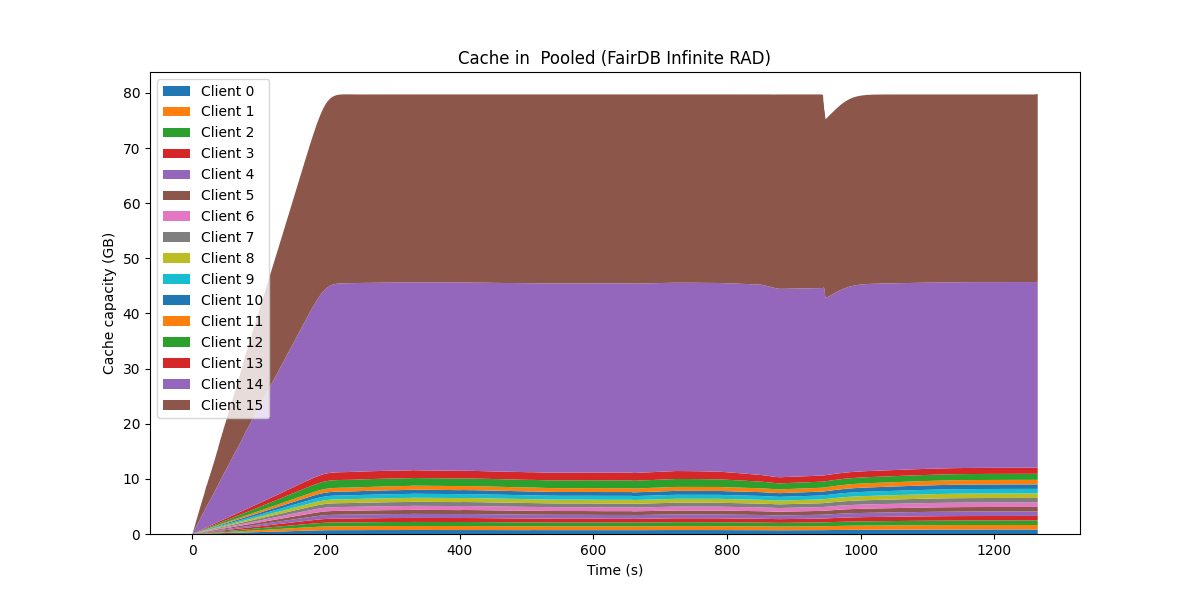 Cache in  Pooled (FairDB Infinite RAD)
Cache capacity (GB)
80
70
60
50
40
30
20
10
0
Client 0
Client 1
Client 2
Client 3
Client 4
Client 5
Client 6
Client 7
Client 8
Client 9
Client 10
Client 11
Client 12
Client 13
Client 14
Client 15
0 200 400 600 800 1000 1200
Time (s)